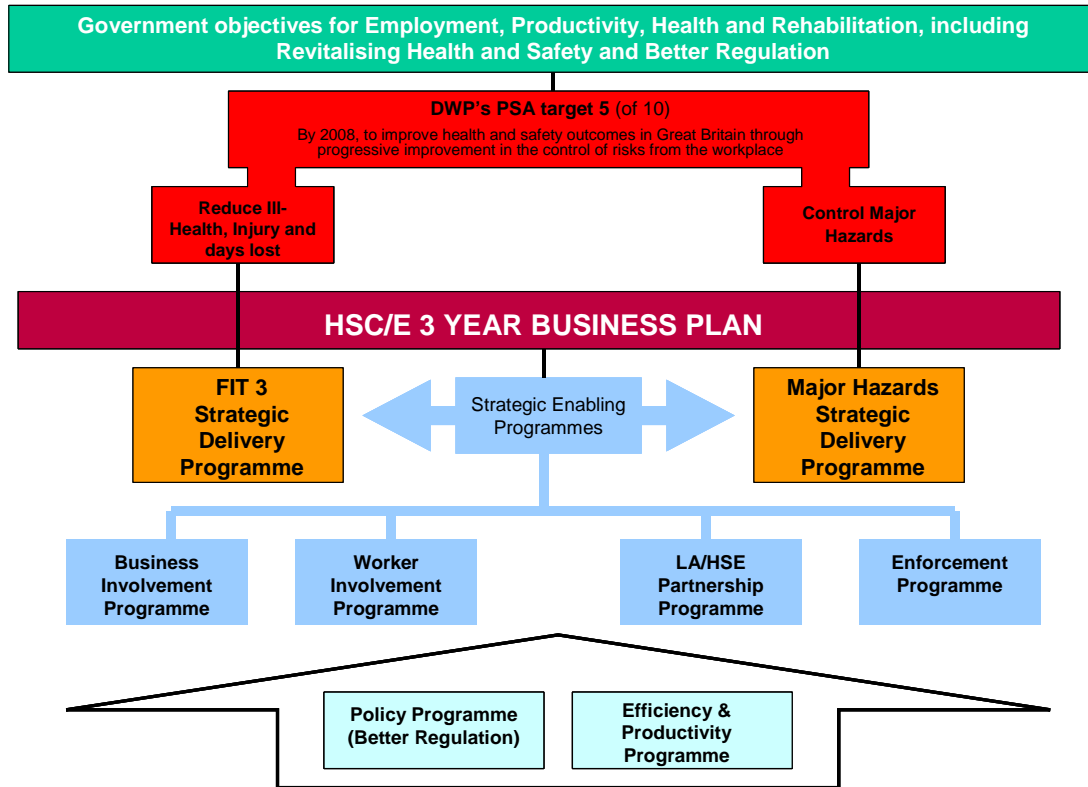 Government objectives for Employment, Productivity, Health and Rehabilitation, including
Revitalising Health and Safety and Better Regulation
DWP's PSA target 5 (of 10)
By 2008, to improve health and safety outcomes in Great Britain through
progressive improvement in the control of risks from the workplace
Reduce Ill-
Health, Injury and
days lost
Control Major
Hazards
HSC/E 3 YEAR BUSINESS PLAN
FIT 3
Strategic
Delivery
Programme
Strategic Enabling
Programmes
Major Hazards
Strategic
Delivery
Programme
Business
Involvement
Programme
Worker
Involvement
Programme
LA/HSE
Partnership
Programme
Enforcement
Programme
Policy Programme
(Better Regulation)
Efficiency &
Productivity
Programme